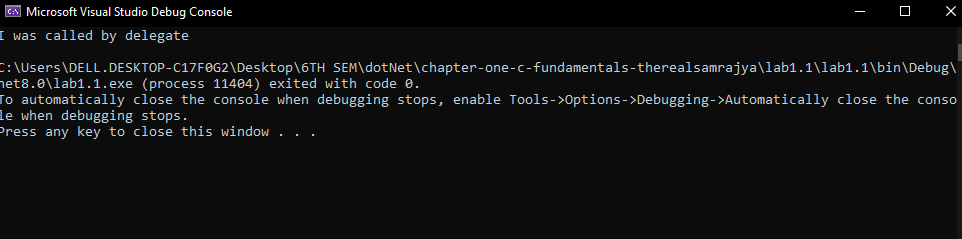 Microsoft Visual Studio Debug Console
I was called by delegate
C:\Users\DELL.DESKTOP-C17F0G2\Desktop\6TH SEM\dotNet\chapter-one-c-fundamentals-therealsamrajya\lab1.1\lab1.1\bin\Debug\
net8.0\lab1.1.exe (process 11404) exited with code 0.
To automatically close the console when debugging stops, enable Tools->Options->Debugging->Automatically close the conso
le when debugging stops.
Press any key to close this window . . .